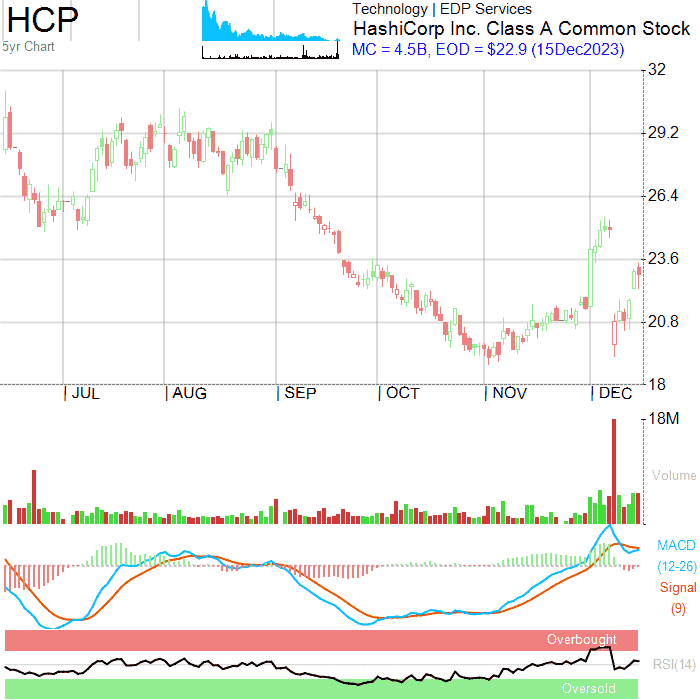 HCP
5yr Chart
Technology | EDP Services
HashiCorp Inc. Class A Common Stock
MC = 4.5B, EOD = $22.9 (15Dec2023)
32
29.2
26.4
23.6
20.8
18
JUL AUG SEP OCT NOV DEC
18M
Volume
MACD
(12-26)
Signal
(9)
Overbought
RSI(14)
Oversold